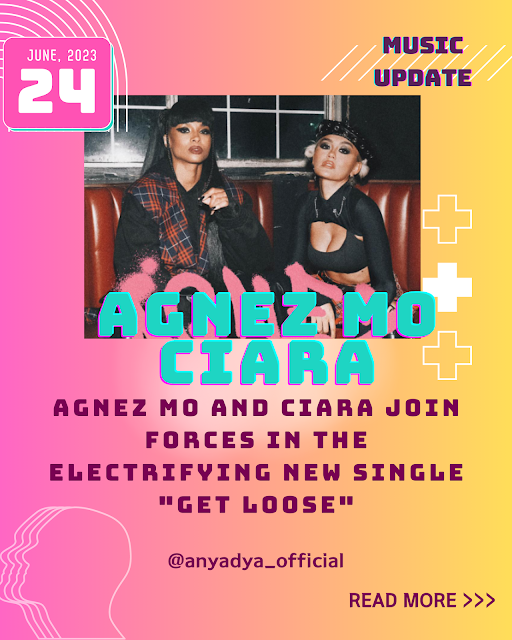 JUNE, 2023
24
MUSIC
UPDATE
AGNEZ MO
CIARA
AGNEZ MO AND CIARA JOIN
FORCES IN THE
ELECTRIFYING NEW SINGLE
"GET LOOSE"
@anyadya_official
READ MORE >>>